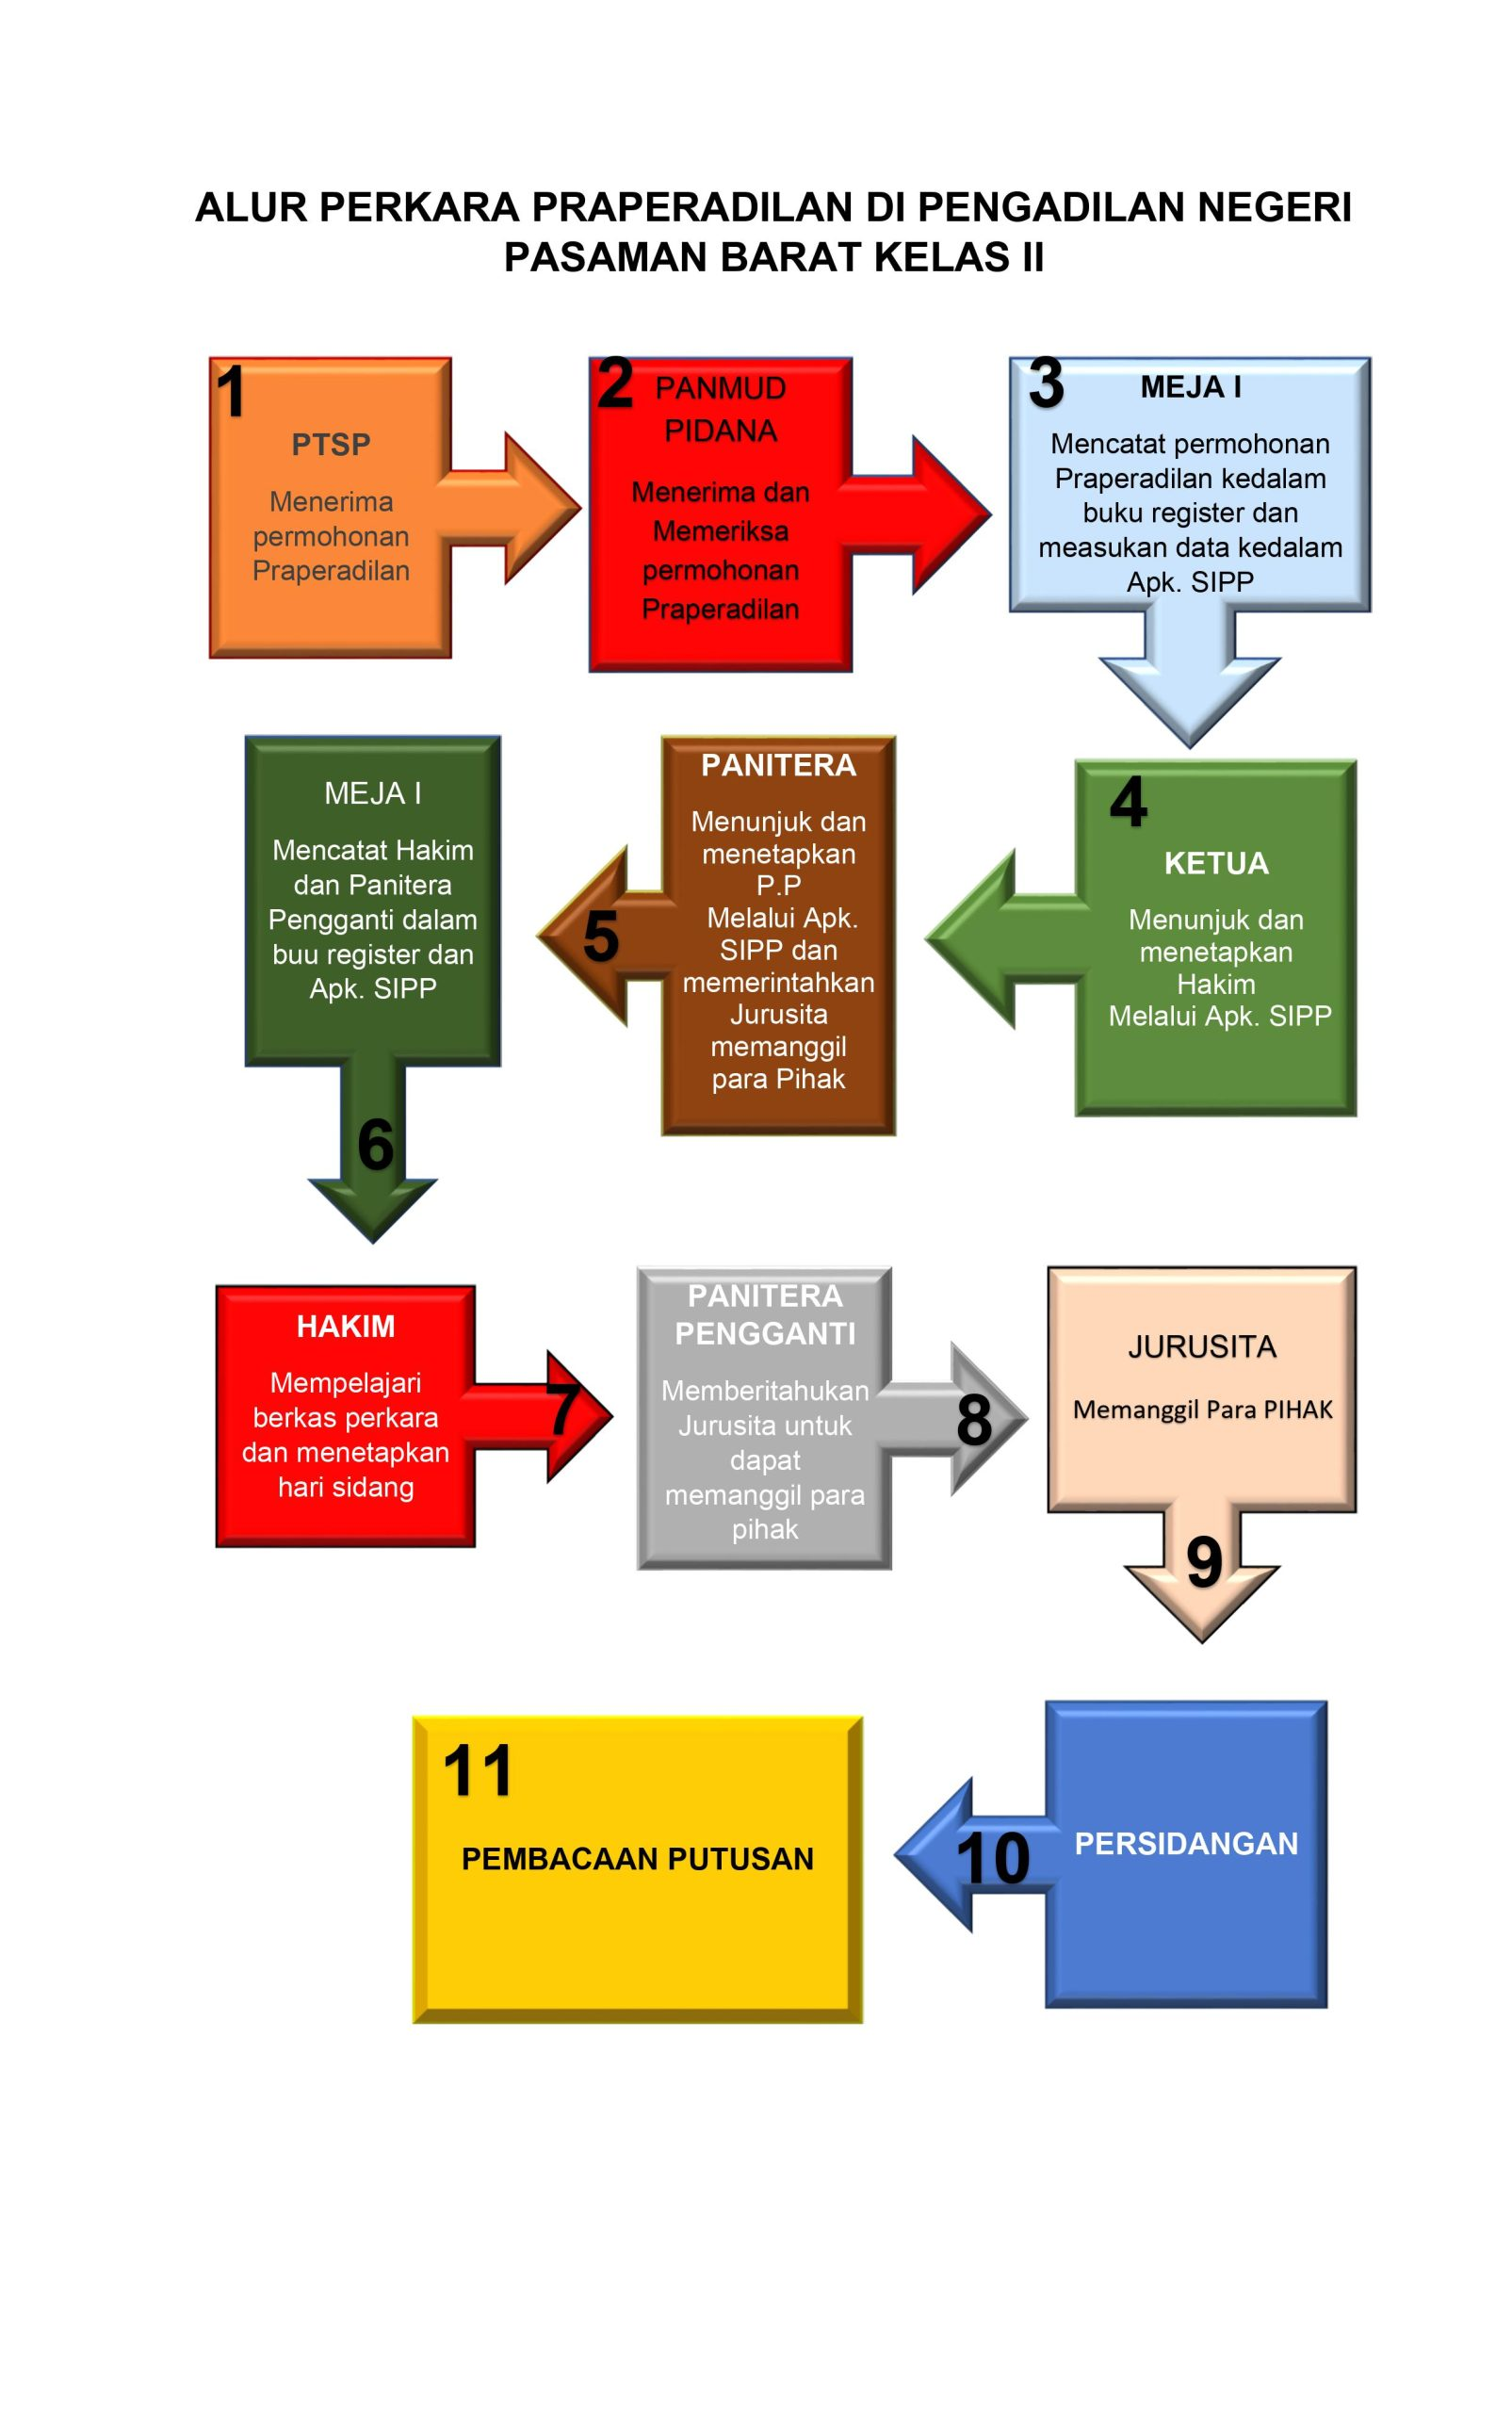 ALUR PERKARA PRAPERADILAN DI PENGADILAN NEGERI
PASAMAN BARAT KELAS II
1
PTSP
Menerima
permohonan
Praperadilan
2
PANMUD
PIDANA
Menerima dan
Memeriksa
permohonan
Praperadilan
3
MEJA I
Mencatat permohonan
Praperadilan kedalam
buku register dan
measukan data kedalam
Apk. SIPP
4
KETUA
Menunjuk dan
menetapkan
Hakim
Melalui Apk. SIPP
PANITERA
Menunjuk dan
menetapkan
P.P
Melalui Apk.
SIPP dan
memerintahkan
Jurusita
memanggil
para Pihak
5
MEJA I
Mencatat Hakim
dan Panitera
Pengganti dalam
buu register dan
Apk. SIPP
6
HAKIM
Mempelajari
berkas perkara
dan menetapkan
hari sidang
7
PANITERA
PENGGANTI
Memberitahukan
Jurusita untuk
dapat
memanggil para
pihak
8
JURUSITA
Memanggil Para PIHAK
9
PERSIDANGAN
10
11
PEMBACAAN PUTUSAN